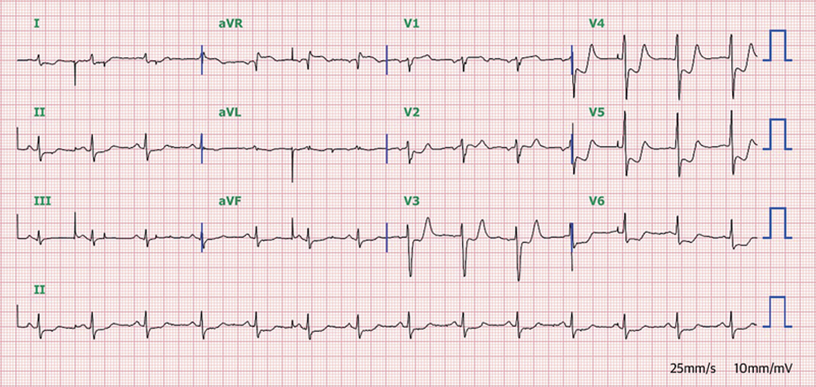 I aVR V1 V4
II aVL V2 V5
III aVF V3 V6
II
25mm/s 10mm/mV